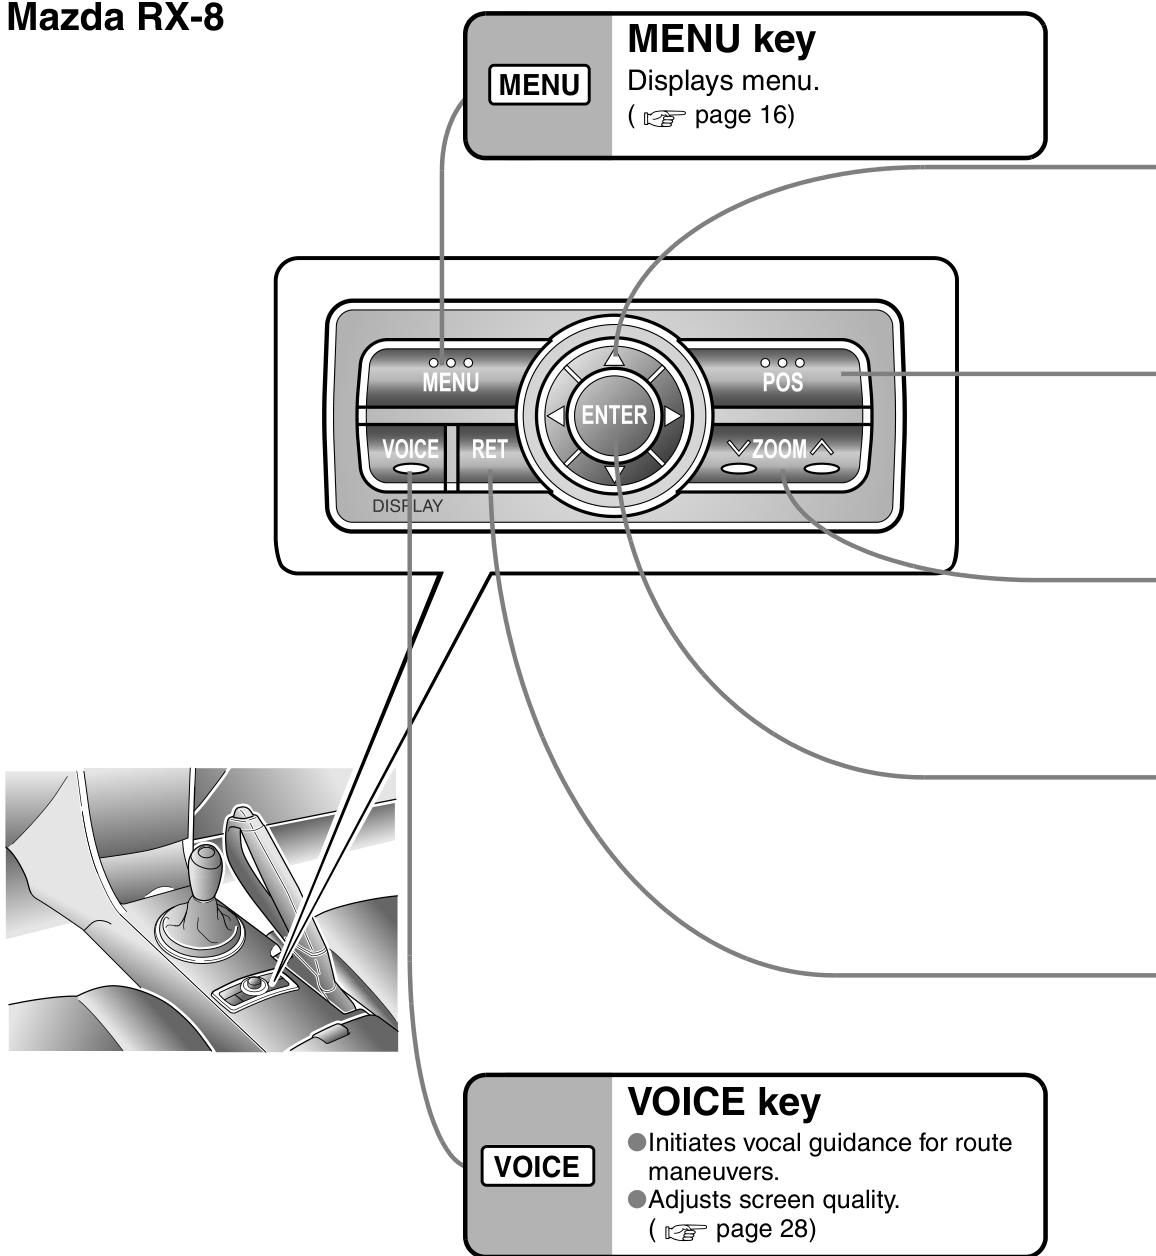 Mazda RX-8
MENU
MENU key
Displays menu.
( ☞ page 16)
MENU
POS
ENTER
VOICE
RET
ZOOM
DISPLAY
VOICE
VOICE key
●Initiates vocal guidance for route
maneuvers.
●Adjusts screen quality.
( ☞ page 28)